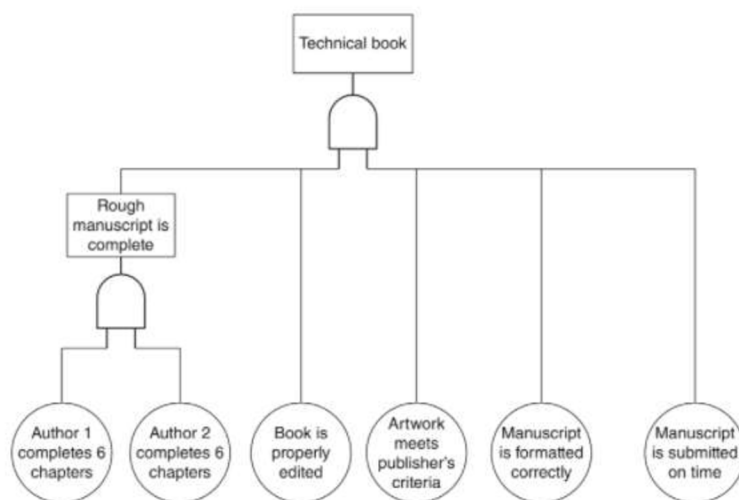 Technical book
Rough
manuscript is
complete
Author 1
completes 6
chapters
Author 2
completes 6
chapters
Book is
properly
edited
Artwork
meets
publisher's
criteria
Manuscript
is formatted
correctly
Manuscript
is submitted
on time